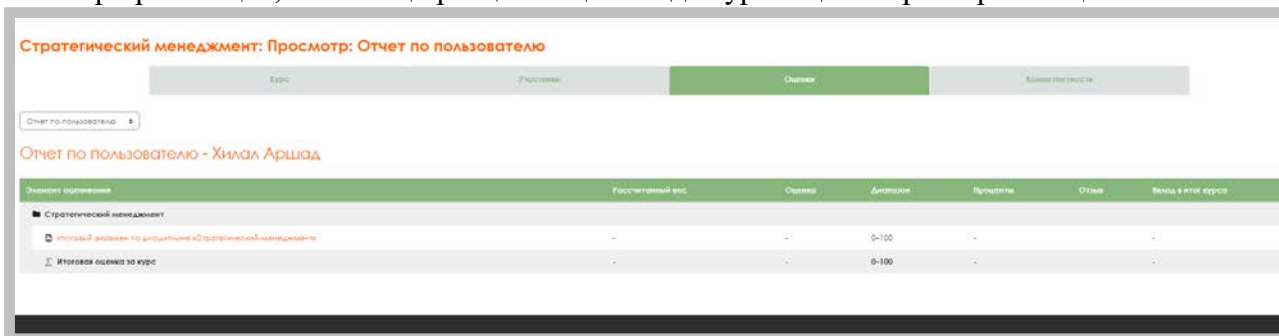 Стратегический менеджмент: Просмотр: Отчет по пользователю
Курс Участники Оценки Компетентности
Отчет по пользователю
Отчет по пользователю - Хилал Аршад
Элемент оценивания Рассчитанный вес Оценка Диапазон Проценты Отзыв Вклад в итог курса
Стратегический менеджмент
Итоговый экзамен по дисциплине «Стратегический менеджмент» - - 0–100 - -
Итоговая оценка за курс - - 0–100 - -